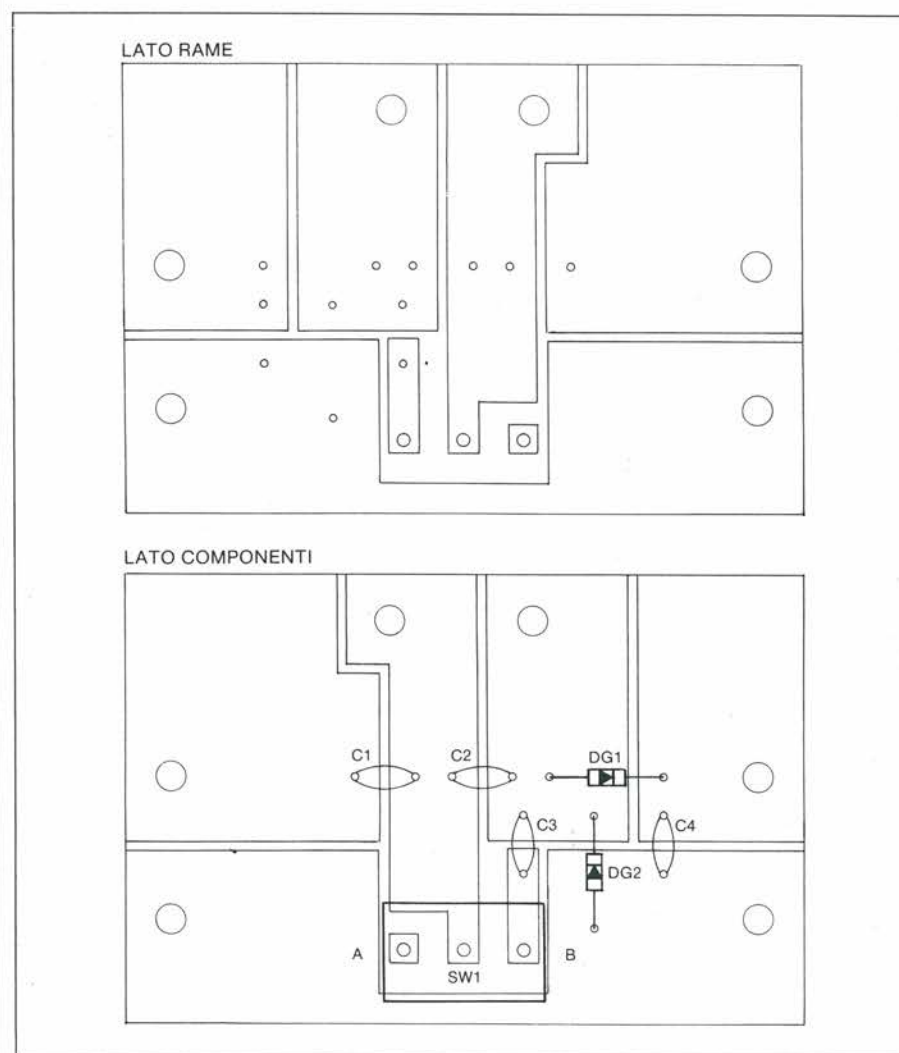 LATO RAME
LATO COMPONENTI
C1
C2
DG1
C3
C4
DG2
A
SW1
B